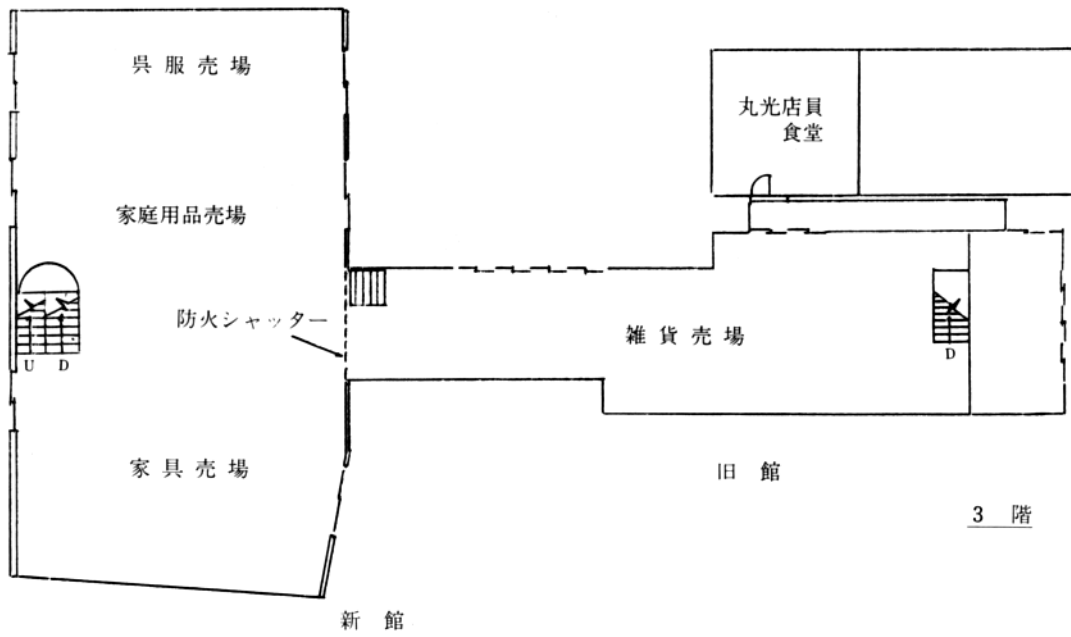 呉服売場
丸光店員
食堂
家庭用品売場
防火シャッター
雑貨売場
U D
D
家具売場
旧館
3 階
新館